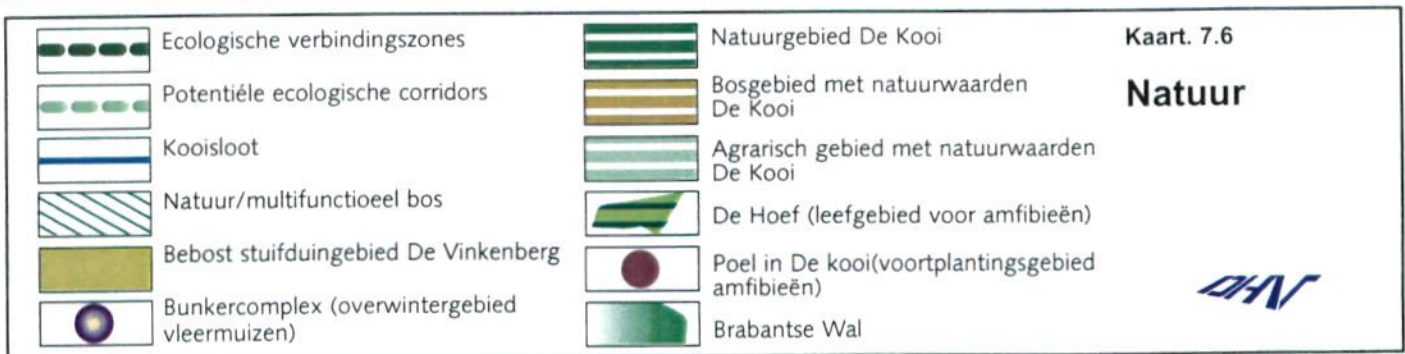 Ecologische verbindingszones
Potentiéle ecologische corridors
Kooisloot
Natuur/multifunctioeel bos
Bebost stuifduingebied De Vinkenberg
Bunkercomplex (overwintergebied
vleermuizen)
Natuurgebied De Kooi
Bosgebied met natuurwaarden
De Kooi
Agrarisch gebied met natuurwaarden
De Kooi
De Hoef (leefgebied voor amfibieën)
Poel in De kooi(voortplantingsgebied
amfibieën)
Brabantse Wal
Kaart. 7.6
Natuur
DHV